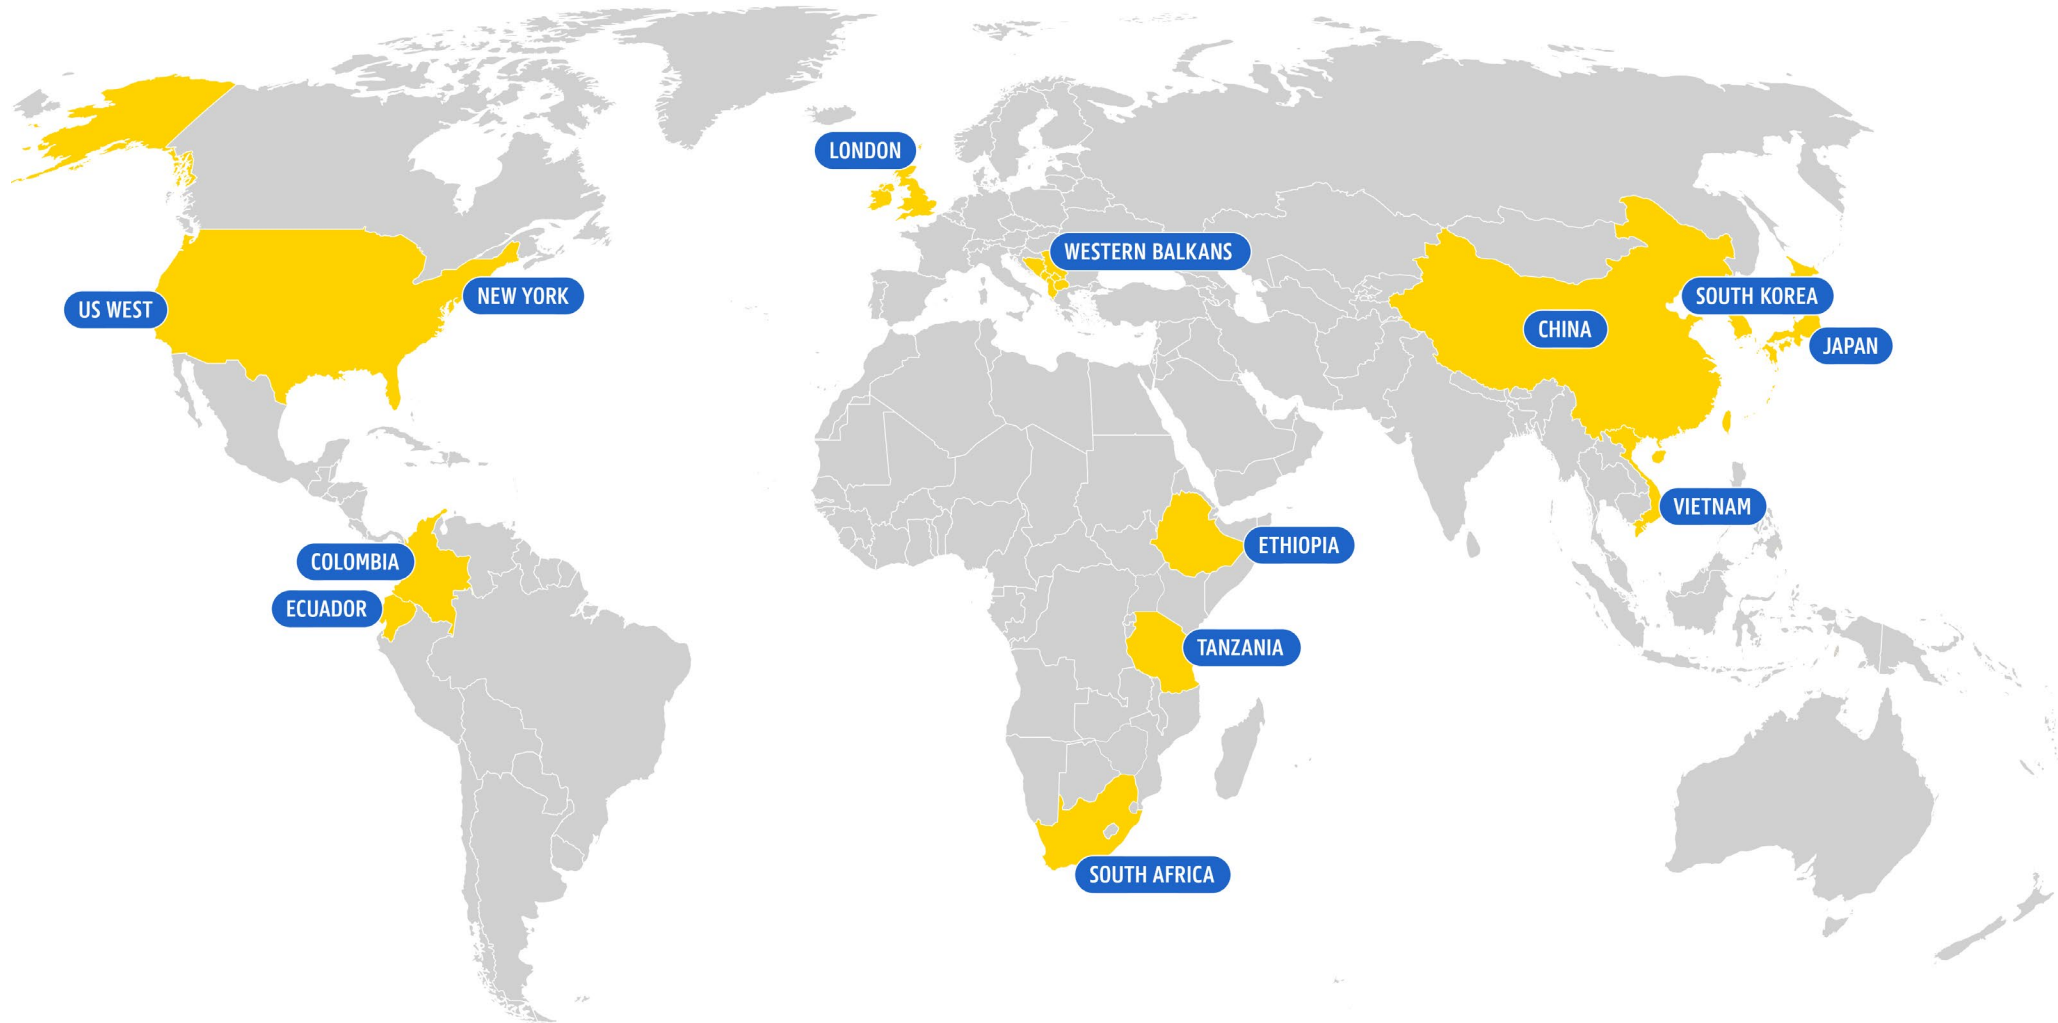 LONDON
WESTERN BALKANS
US WEST
NEW YORK
SOUTH KOREA
CHINA
JAPAN
VIETNAM
COLOMBIA
ETHIOPIA
ECUADOR
TANZANIA
SOUTH AFRICA